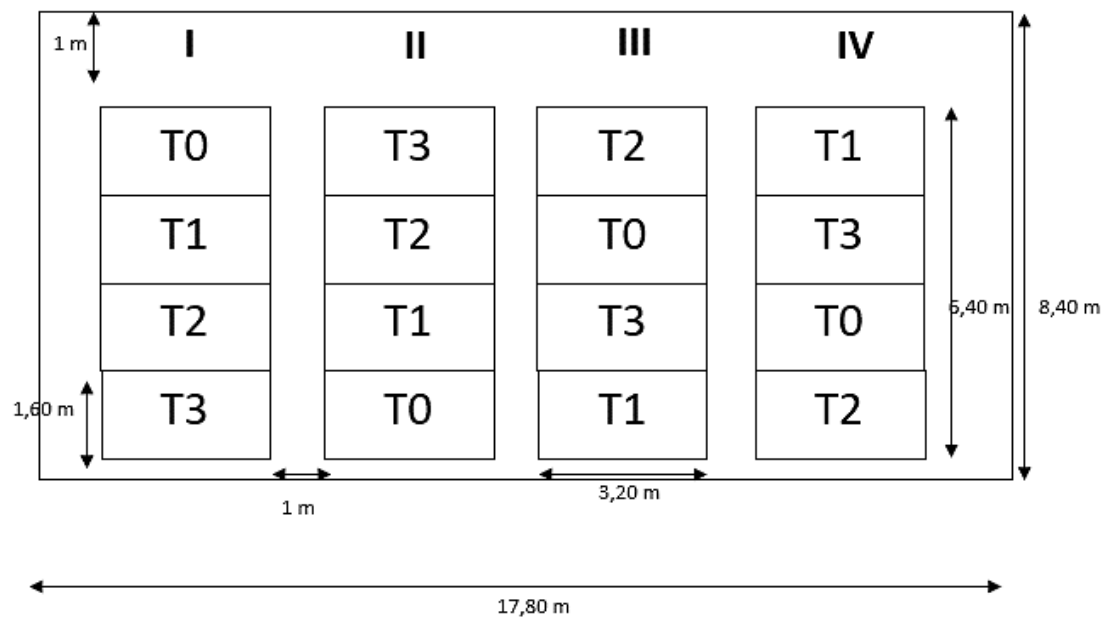 1 m
I II III IV
T0 T3 T2 T1
T1 T2 T0 T3
T2 T1 T3 T0
6,40 m 8,40 m
T3 T0 T1 T2
1,60 m
1 m
3,20 m
17,80 m